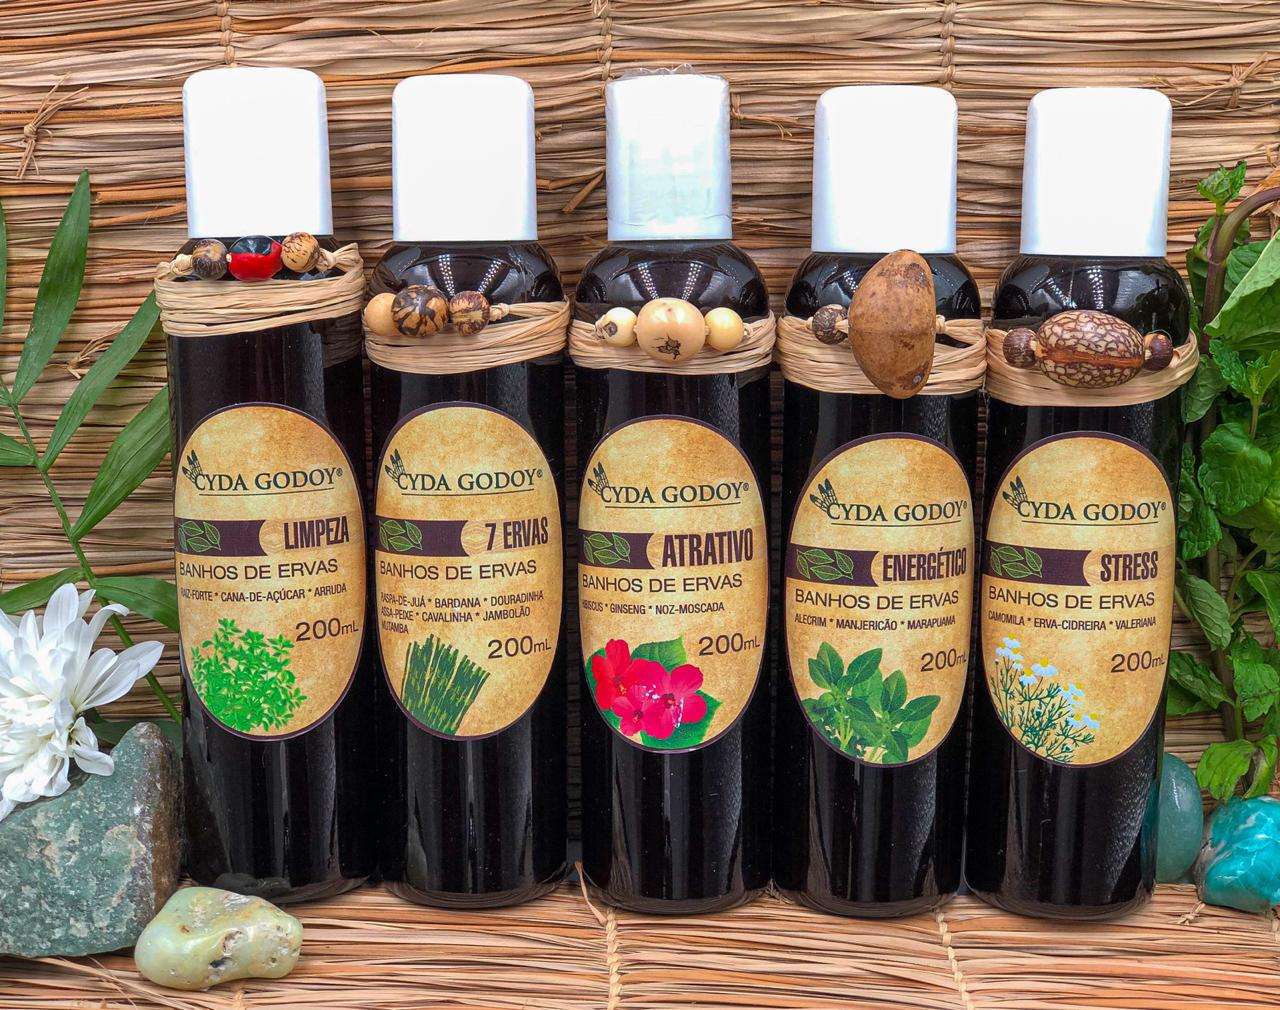 CYDA GODOY®
LIMPEZA
BANHOS DE ERVAS
RAIZ-FORTE * CANA-DE-AÇÚCAR * ARRUDA
200mL
CYDA GODOY®
7 ERVAS
BANHOS DE ERVAS
RASPA-DE-JUÁ * BARDANA * DOURADINHA
ASSA-PEIXE * CAVALINHA * JAMBOLÃO
MUTAMBA
200mL
CYDA GODOY®
ATRATIVO
BANHOS DE ERVAS
HIBISCUS * GINSENG * NOZ-MOSCADA
200mL
CYDA GODOY®
ENERGÉTICO
BANHOS DE ERVAS
ALECRIM * MANJERICÃO * MARAPUAMA
200mL
CYDA GODOY®
STRESS
BANHOS DE ERVAS
CAMOMILA * ERVA-CIDREIRA * VALERIANA
200mL